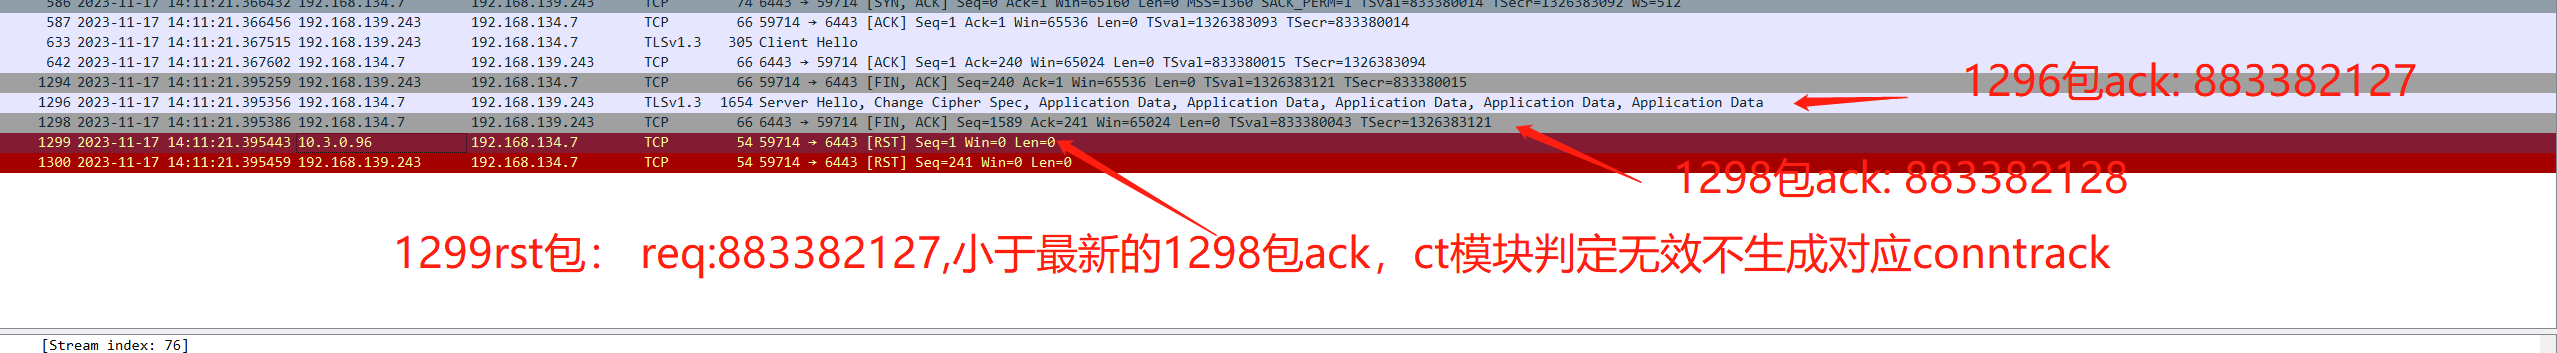 586 2023-11-17 14:11:21.366432 192.168.134.7 192.168.139.243 TCP 74 6443 → 59714 [SYN, ACK] Seq=0 Ack=1 Win=65160 Len=0 MSS=1360 SACK_PERM=1 TSval=833380014 TSecr=1326383092 WS=512
587 2023-11-17 14:11:21.366456 192.168.139.243 192.168.134.7 TCP 66 59714 → 6443 [ACK] Seq=1 Ack=1 Win=65536 Len=0 TSval=1326383093 TSecr=833380014
633 2023-11-17 14:11:21.367515 192.168.139.243 192.168.134.7 TLSv1.3 305 Client Hello
642 2023-11-17 14:11:21.367602 192.168.134.7 192.168.139.243 TCP 66 6443 → 59714 [ACK] Seq=1 Ack=240 Win=65024 Len=0 TSval=833380015 TSecr=1326383094
1294 2023-11-17 14:11:21.395259 192.168.139.243 192.168.134.7 TCP 66 59714 → 6443 [FIN, ACK] Seq=240 Ack=1 Win=65536 Len=0 TSval=1326383121 TSecr=833380015
1296包ack: 883382127
1296 2023-11-17 14:11:21.395356 192.168.134.7 192.168.139.243 TLSv1.3 1654 Server Hello, Change Cipher Spec, Application Data, Application Data, Application Data, Application Data, Application Data
1298 2023-11-17 14:11:21.395386 192.168.134.7 192.168.139.243 TCP 66 6443 → 59714 [FIN, ACK] Seq=1589 Ack=241 Win=65024 Len=0 TSval=833380043 TSecr=1326383121
1299 2023-11-17 14:11:21.395443 10.3.0.96 192.168.134.7 TCP 54 59714 → 6443 [RST] Seq=1 Win=0 Len=0
1300 2023-11-17 14:11:21.395459 192.168.139.243 192.168.134.7 TCP 54 59714 → 6443 [RST] Seq=241 Win=0 Len=0
1298包ack: 883382128
1299rst包： req:883382127,小于最新的1298包ack，ct模块判定无效不生成对应conntrack
[Stream index: 76]